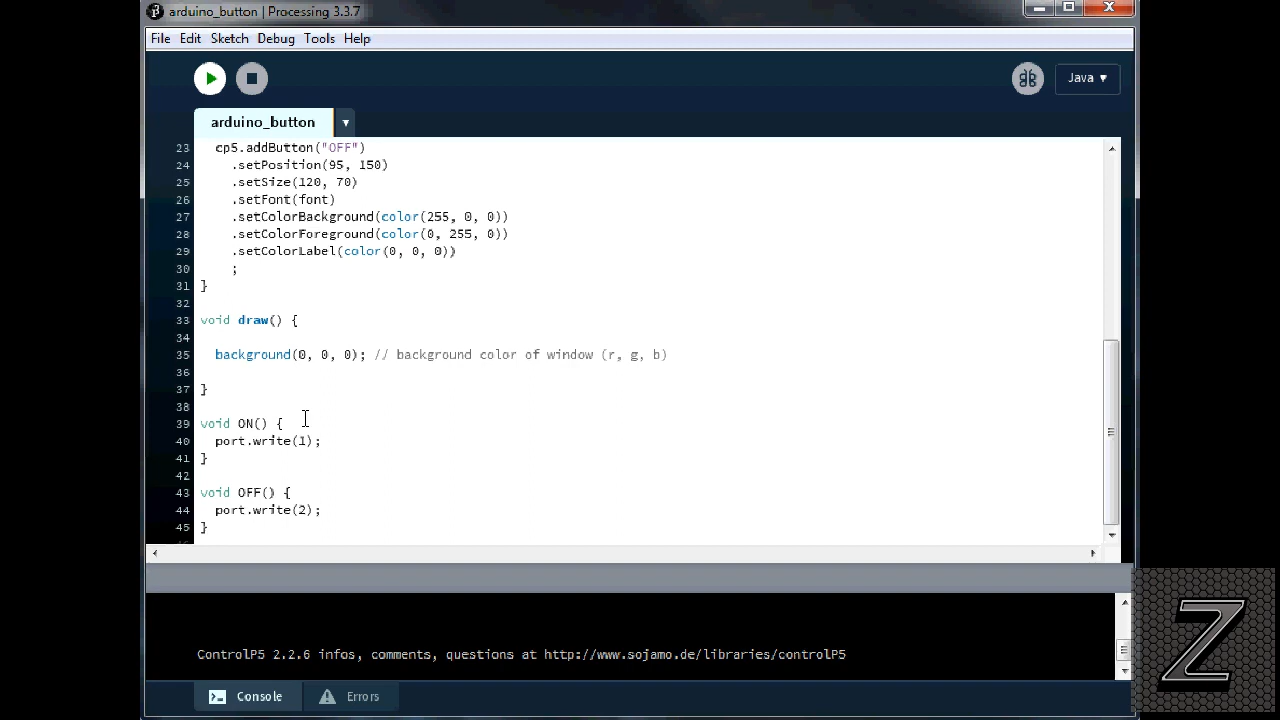 arduino_button | Processing 3.3.7
File Edit Sketch Debug Tools Help
Java ▾
arduino_button ▾
23 cp5.addButton("OFF")
24 .setPosition(95, 150)
25 .setSize(120, 70)
26 .setFont(font)
27 .setColorBackground(color(255, 0, 0))
28 .setColorForeground(color(0, 255, 0))
29 .setColorLabel(color(0, 0, 0))
30 ;
31 }
32
33 void draw() {
34
35 background(0, 0, 0); // background color of window (r, g, b)
36
37 }
38
39 void ON() {
40 port.write(1);
41 }
42
43 void OFF() {
44 port.write(2);
45 }
ControlP5 2.2.6 infos, comments, questions at http://www.sojamo.de/libraries/controlP5
Console Errors
Z